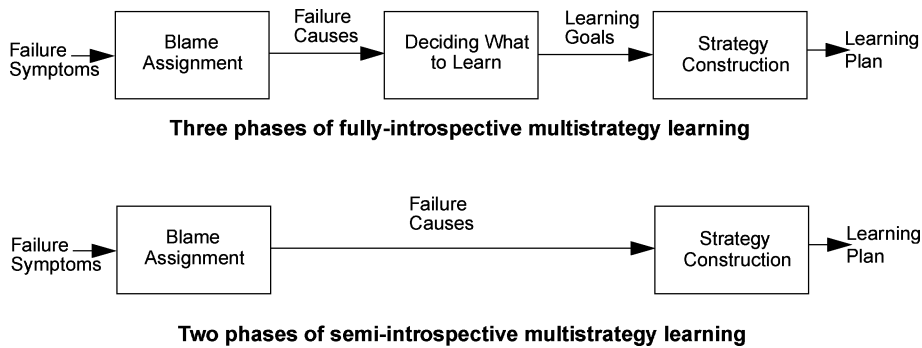 Failure
Symptoms
Blame
Assignment
Failure
Causes
Deciding What
to Learn
Learning
Goals
Strategy
Construction
Learning
Plan
Three phases of fully-introspective multistrategy learning
Failure
Symptoms
Blame
Assignment
Failure
Causes
Strategy
Construction
Learning
Plan
Two phases of semi-introspective multistrategy learning